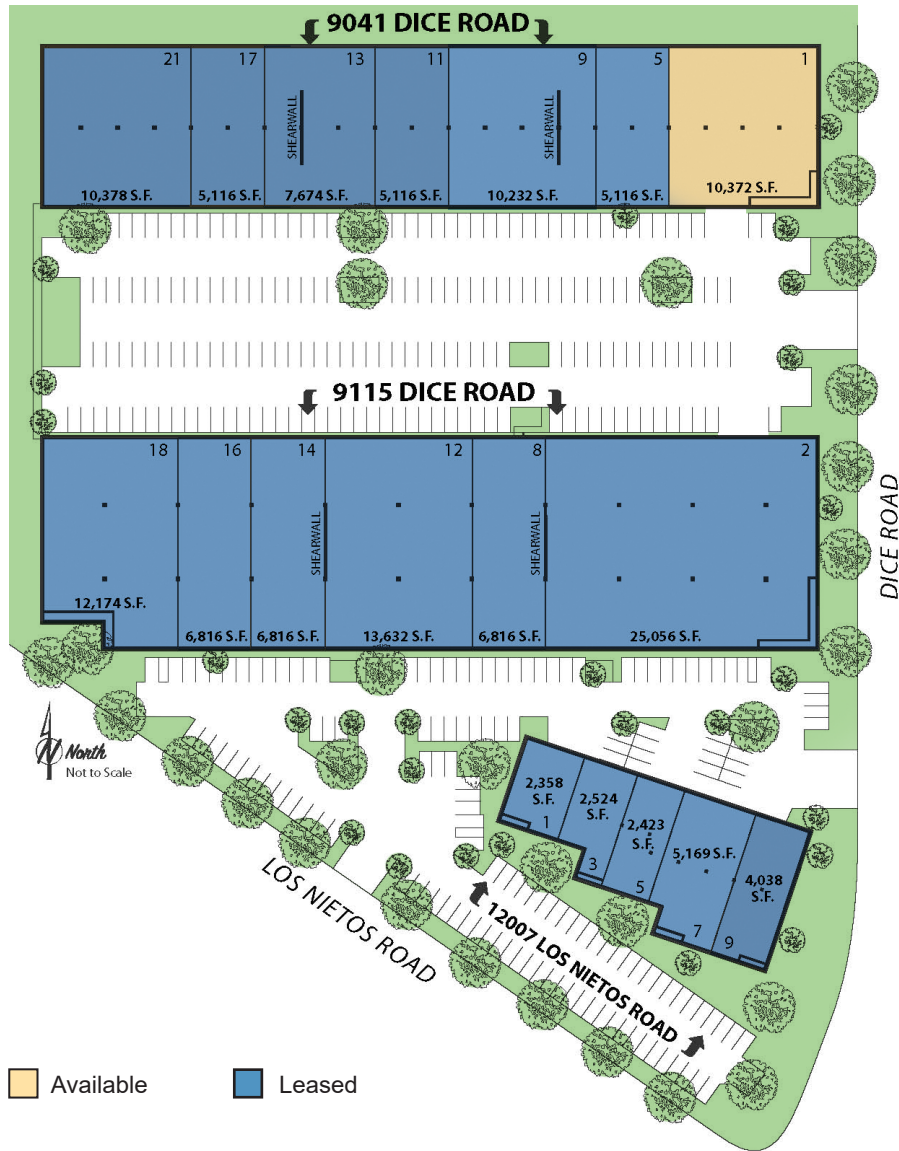 9041 DICE ROAD
21
17
13
11
9
5
1
SHEARWALL
SHEARWALL
10,378 S.F.
5,116 S.F.
7,674 S.F.
5,116 S.F.
10,232 S.F.
5,116 S.F.
10,372 S.F.
9115 DICE ROAD
18
16
14
12
8
2
SHEARWALL
SHEARWALL
DICE ROAD
12,174 S.F.
6,816 S.F.
6,816 S.F.
13,632 S.F.
6,816 S.F.
25,056 S.F.
N North
Not to Scale
2,358
S.F.
1
2,524
S.F.
3
2,423
S.F.
5
5,169 S.F.
7
4,038
S.F.
9
LOS NIETOS ROAD
12007 LOS NIETOS ROAD
Available
Leased